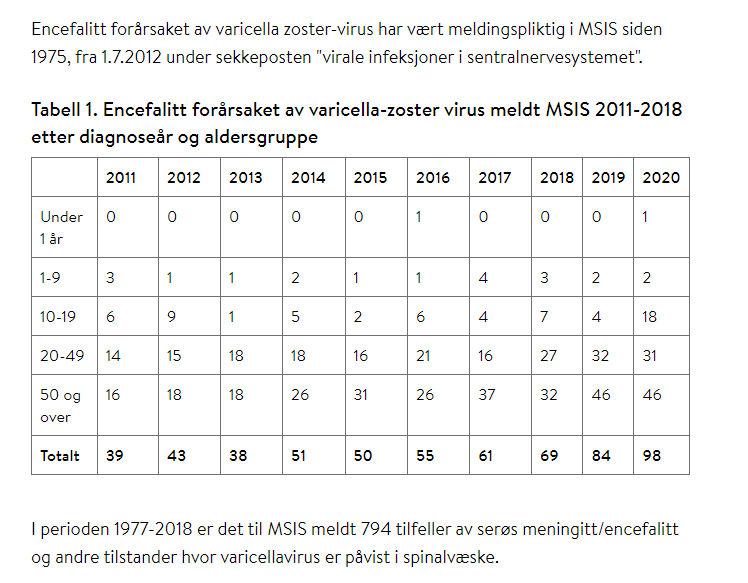 Encefalitt forårsaket av varicella zoster-virus har vært meldingspliktig i MSIS siden
1975, fra 1.7.2012 under sekkeposten "virale infeksjoner i sentralnervesystemet".
Tabell 1. Encefalitt forårsaket av varicella-zoster virus meldt MSIS 2011-2018
etter diagnoseår og aldersgruppe
2011 2012 2013 2014 2015 2016 2017 2018 2019 2020
Under 0 0 0 0 0 1 0 0 0 1
1 år
1-9 3 1 1 2 1 1 4 3 2 2
10-19 6 9 1 5 2 6 4 7 4 18
20-49 14 15 18 18 16 21 16 27 32 31
50 og 16 18 18 26 31 26 37 32 46 46
over
Totalt 39 43 38 51 50 55 61 69 84 98
I perioden 1977-2018 er det til MSIS meldt 794 tilfeller av serøs meningitt/encefalitt
og andre tilstander hvor varicellavirus er påvist i spinalvæske.